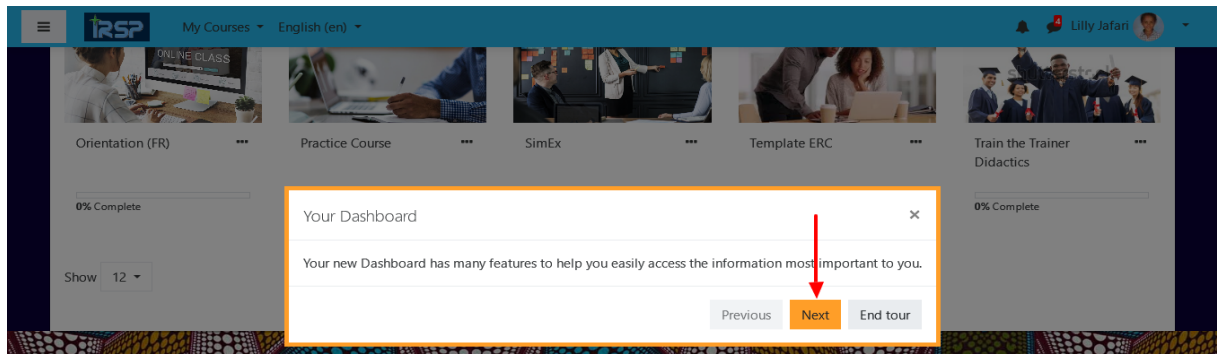 IRSP My Courses English (en) 4 Lilly Jafari
ONLINE CLASS
Orientation (FR) ••• Practice Course ••• SimEx ••• Template ERC ••• Train the Trainer •••
Didactics
0% Complete
0% Complete
Your Dashboard ×
Your new Dashboard has many features to help you easily access the information most important to you.
Show 12
Previous Next End tour